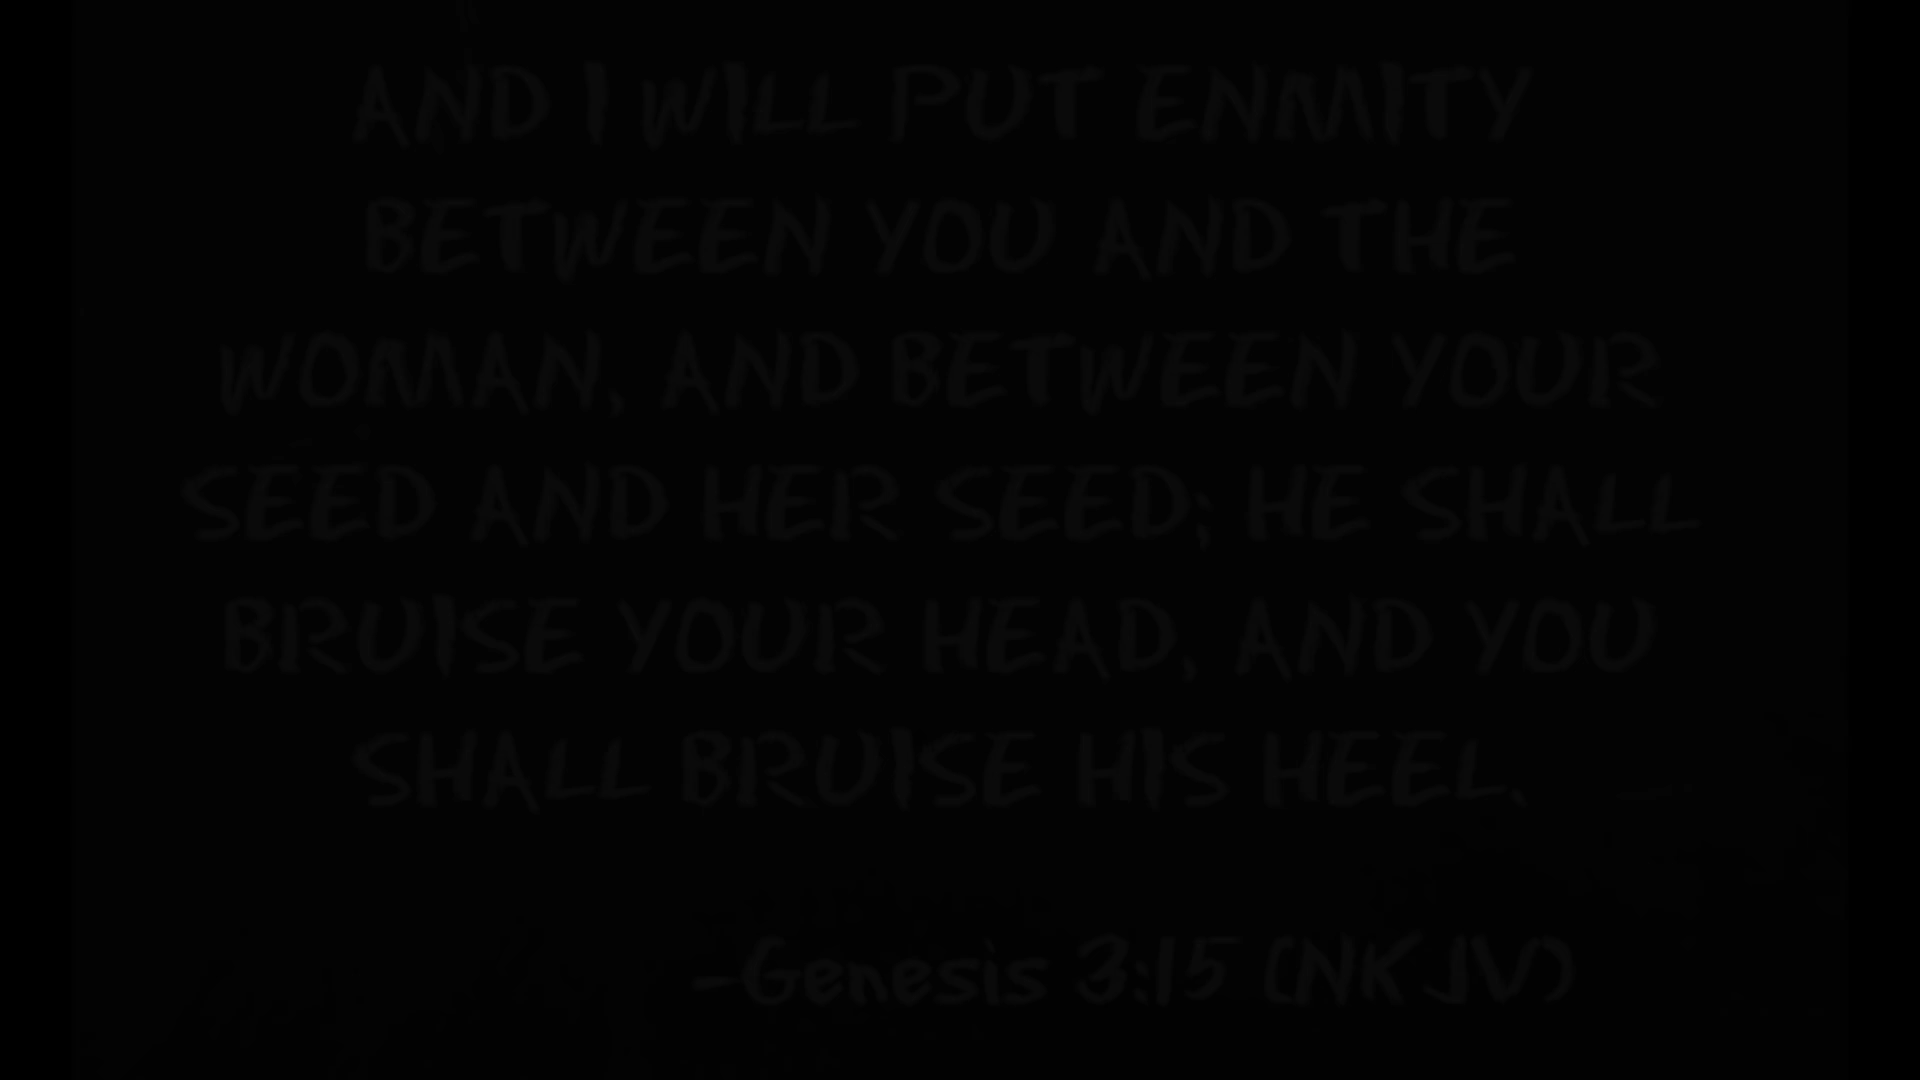 AND I WILL PUT ENMITY
BETWEEN YOU AND THE
WOMAN, AND BETWEEN YOUR
SEED AND HER SEED; HE SHALL
BRUISE YOUR HEAD, AND YOU
SHALL BRUISE HIS HEEL.
-Genesis 3:15 (NKJV)